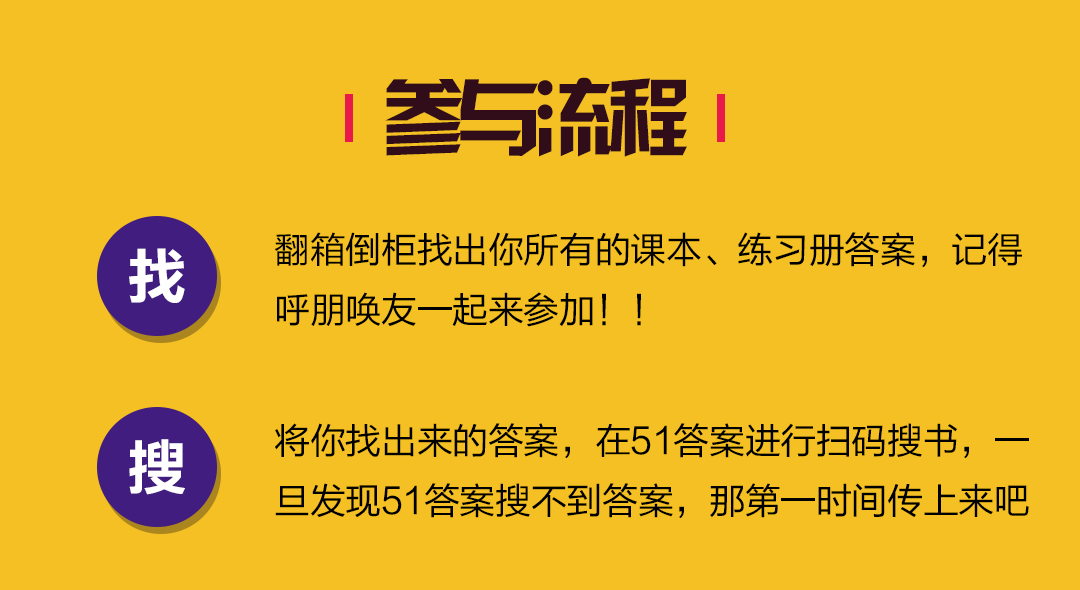 参与流程
找
翻箱倒柜找出你所有的课本、练习册答案，记得
呼朋唤友一起来参加！！
搜
将你找出来的答案，在51答案进行扫码搜书，一
旦发现51答案搜不到答案，那第一时间传上来吧